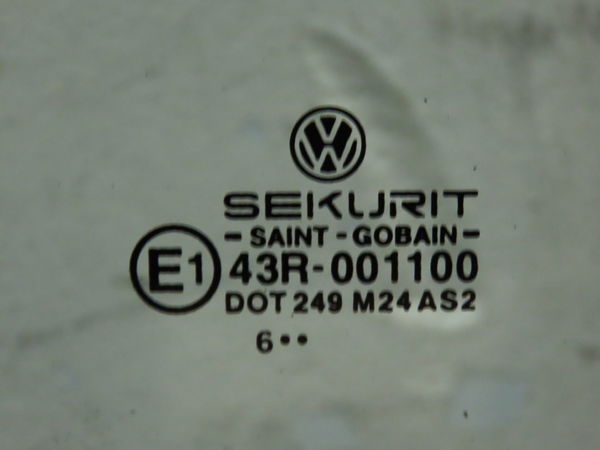 SEKURIT
- SAINT - GOBAIN -
E1 43R-001100
DOT 249 M24 AS2
6••